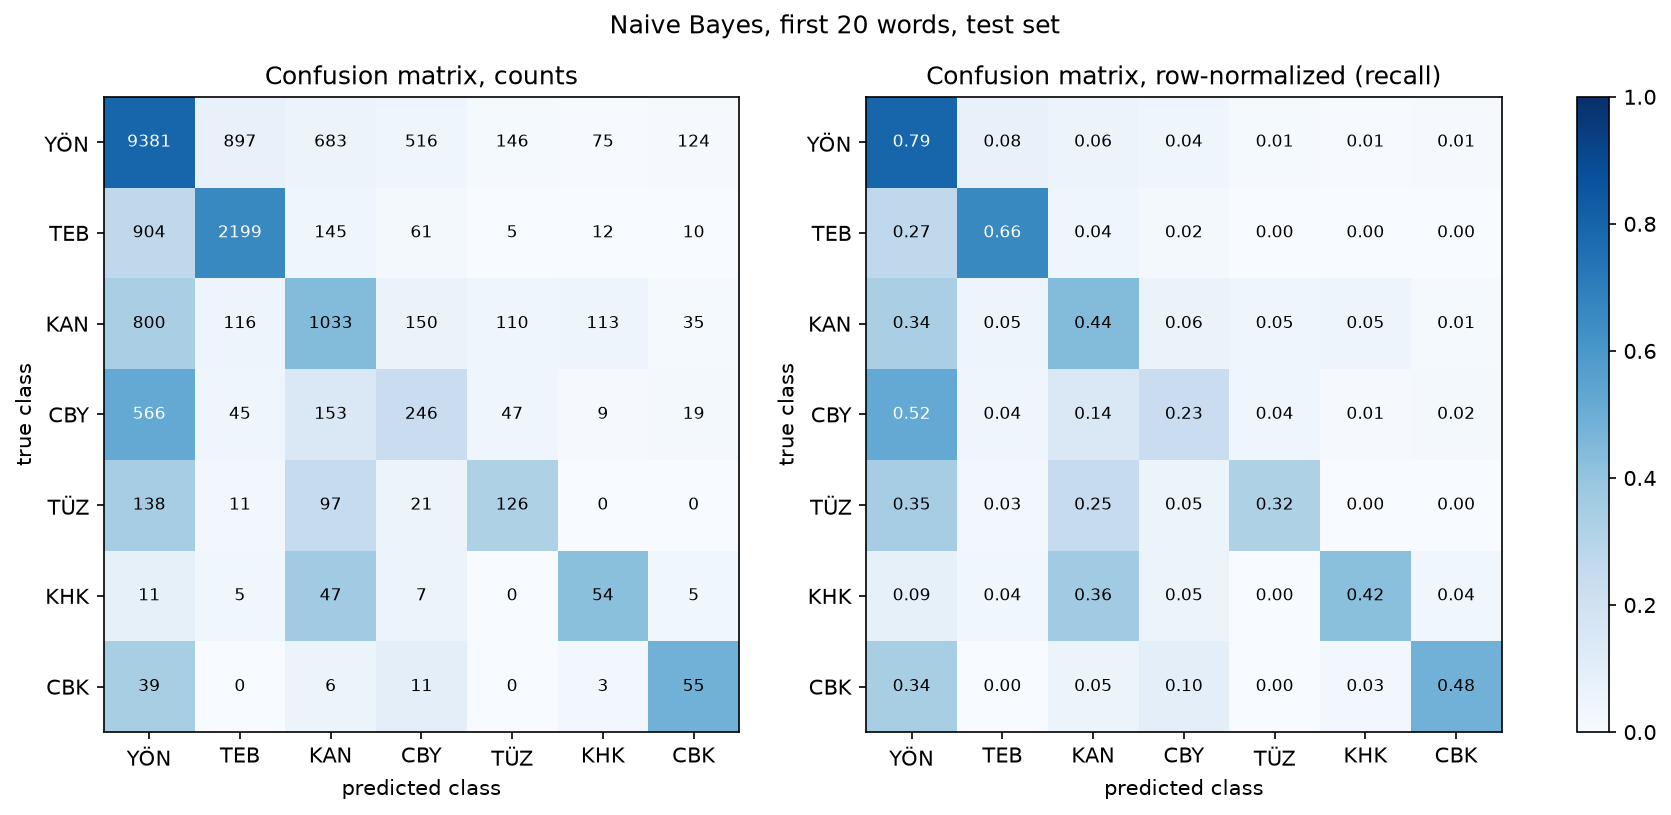 Naive Bayes, first 20 words, test set
Confusion matrix, counts
true class
YÖN 9381 897 683 516 146 75 124
TEB 904 2199 145 61 5 12 10
KAN 800 116 1033 150 110 113 35
CBY 566 45 153 246 47 9 19
TÜZ 138 11 97 21 126 0 0
KHK 11 5 47 7 0 54 5
CBK 39 0 6 11 0 3 55
YÖN TEB KAN CBY TÜZ KHK CBK
predicted class
Confusion matrix, row-normalized (recall)
true class
YÖN 0.79 0.08 0.06 0.04 0.01 0.01 0.01
TEB 0.27 0.66 0.04 0.02 0.00 0.00 0.00
KAN 0.34 0.05 0.44 0.06 0.05 0.05 0.01
CBY 0.52 0.04 0.14 0.23 0.04 0.01 0.02
TÜZ 0.35 0.03 0.25 0.05 0.32 0.00 0.00
KHK 0.09 0.04 0.36 0.05 0.00 0.42 0.04
CBK 0.34 0.00 0.05 0.10 0.00 0.03 0.48
YÖN TEB KAN CBY TÜZ KHK CBK
predicted class
1.0
0.8
0.6
0.4
0.2
0.0